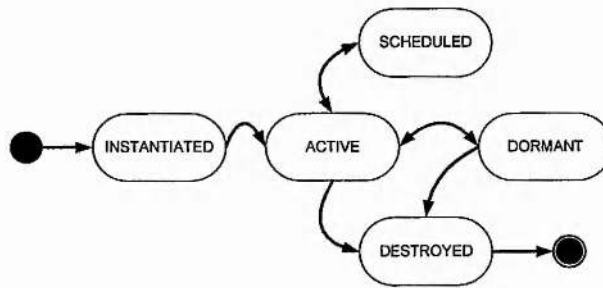 SCHEDULED
INSTANTIATED
ACTIVE
DORMANT
DESTROYED